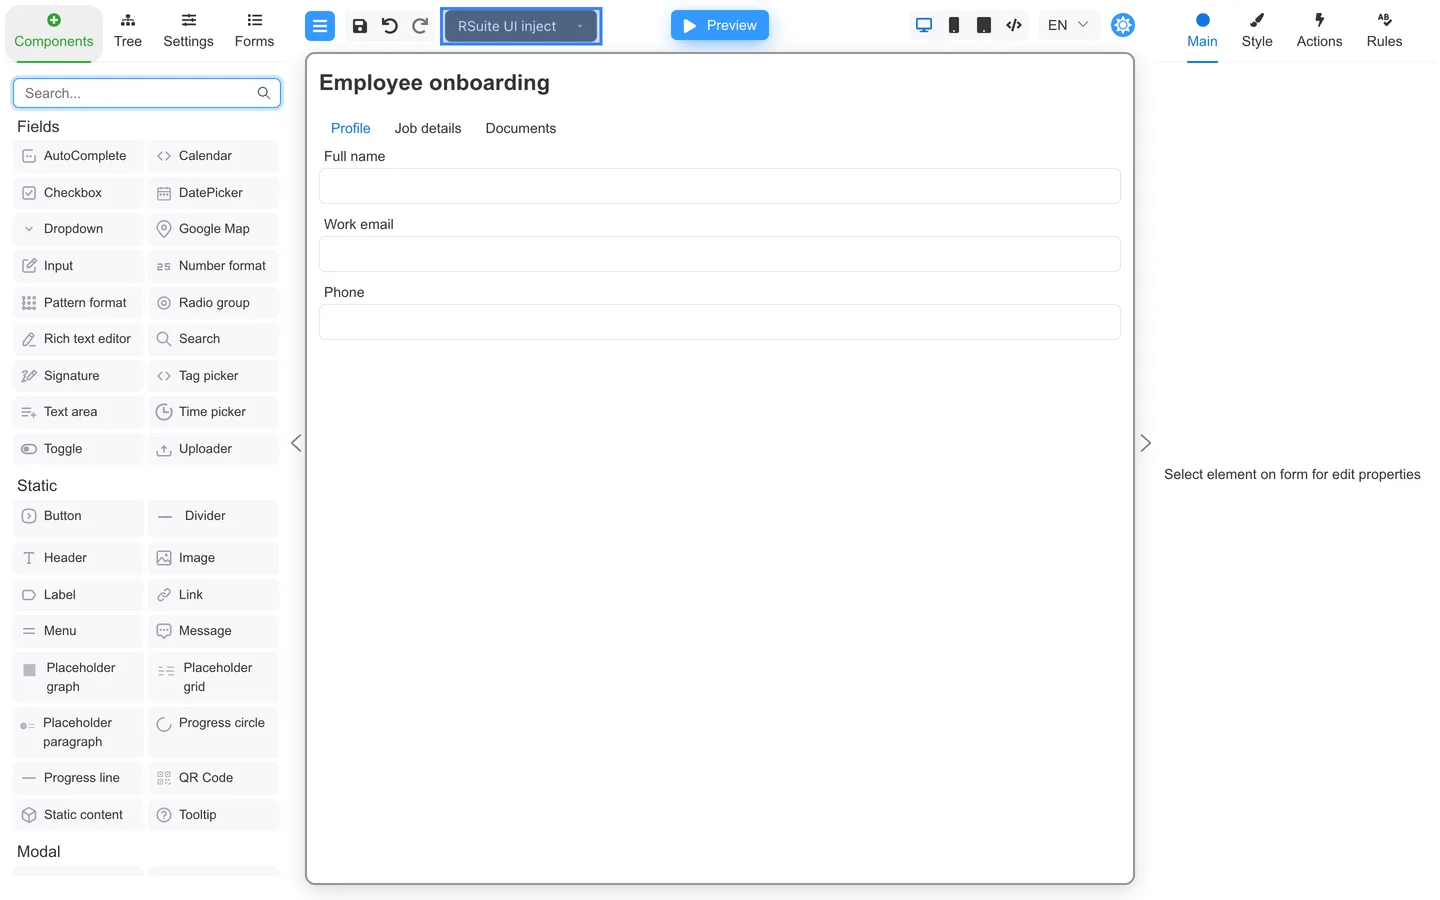 Components
Tree
Settings
Forms
RSuite UI inject
Preview
EN
Main
Style
Actions
Rules
Search...
Fields
AutoComplete
Calendar
Checkbox
DatePicker
Dropdown
Google Map
Input
Number format
Pattern format
Radio group
Rich text editor
Search
Signature
Tag picker
Text area
Time picker
Toggle
Uploader
Static
Button
Divider
Header
Image
Label
Link
Menu
Message
Placeholder
graph
Placeholder
grid
Placeholder
paragraph
Progress circle
Progress line
QR Code
Static content
Tooltip
Modal
Employee onboarding
Profile
Job details
Documents
Full name
Work email
Phone
Select element on form for edit properties